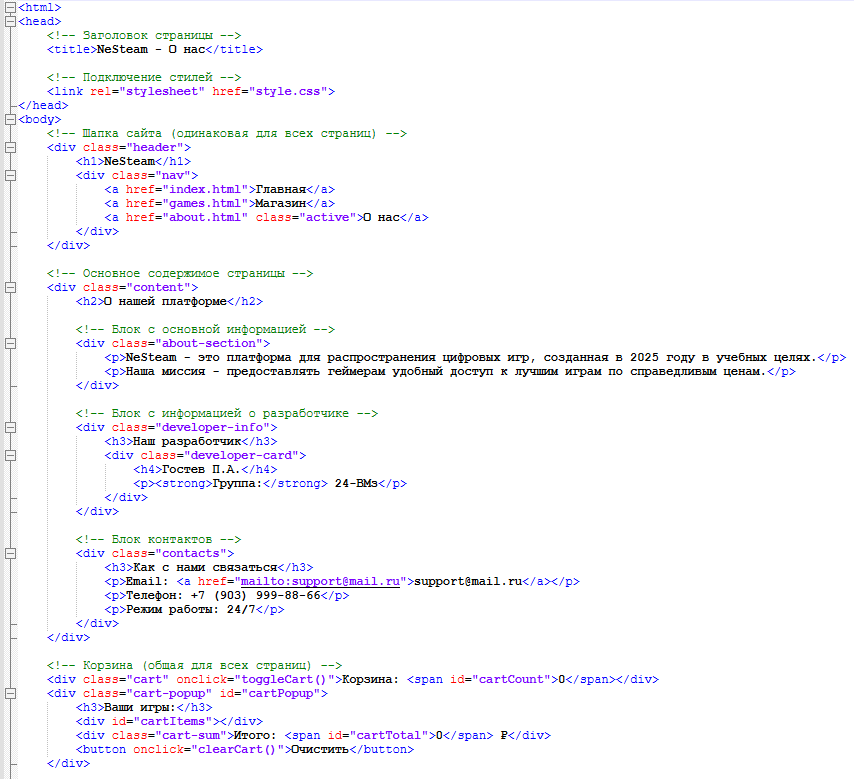 <html>
<head>
<!-- Заголовок страницы -->
<title>NeSteam - О нас</title>
<!-- Подключение стилей -->
<link rel="stylesheet" href="style.css">
</head>
<body>
<!-- Шапка сайта (одинаковая для всех страниц) -->
<div class="header">
<h1>NeSteam</h1>
<div class="nav">
<a href="index.html">Главная</a>
<a href="games.html">Магазин</a>
<a href="about.html" class="active">О нас</a>
</div>
</div>
<!-- Основное содержимое страницы -->
<div class="content">
<h2>О нашей платформе</h2>
<!-- Блок с основной информацией -->
<div class="about-section">
<p>NeSteam - это платформа для распространения цифровых игр, созданная в 2025 году в учебных целях.</p>
<p>Наша миссия - предоставлять геймерам удобный доступ к лучшим играм по справедливым ценам.</p>
</div>
<!-- Блок с информацией о разработчике -->
<div class="developer-info">
<h3>Наш разработчик</h3>
<div class="developer-card">
<h4>Гостев П.А.</h4>
<p><strong>Группа:</strong> 24-ВМз</p>
</div>
</div>
<!-- Блок контактов -->
<div class="contacts">
<h3>Как с нами связаться</h3>
<p>Email: <a href="mailto:support@mail.ru">support@mail.ru</a></p>
<p>Телефон: +7 (903) 999-88-66</p>
<p>Режим работы: 24/7</p>
</div>
</div>
<!-- Корзина (общая для всех страниц) -->
<div class="cart" onclick="toggleCart()">Корзина: <span id="cartCount">0</span></div>
<div class="cart-popup" id="cartPopup">
<h3>Ваши игры:</h3>
<div id="cartItems"></div>
<div class="cart-sum">Итого: <span id="cartTotal">0</span> ₽</div>
<button onclick="clearCart()">Очистить</button>
</div>